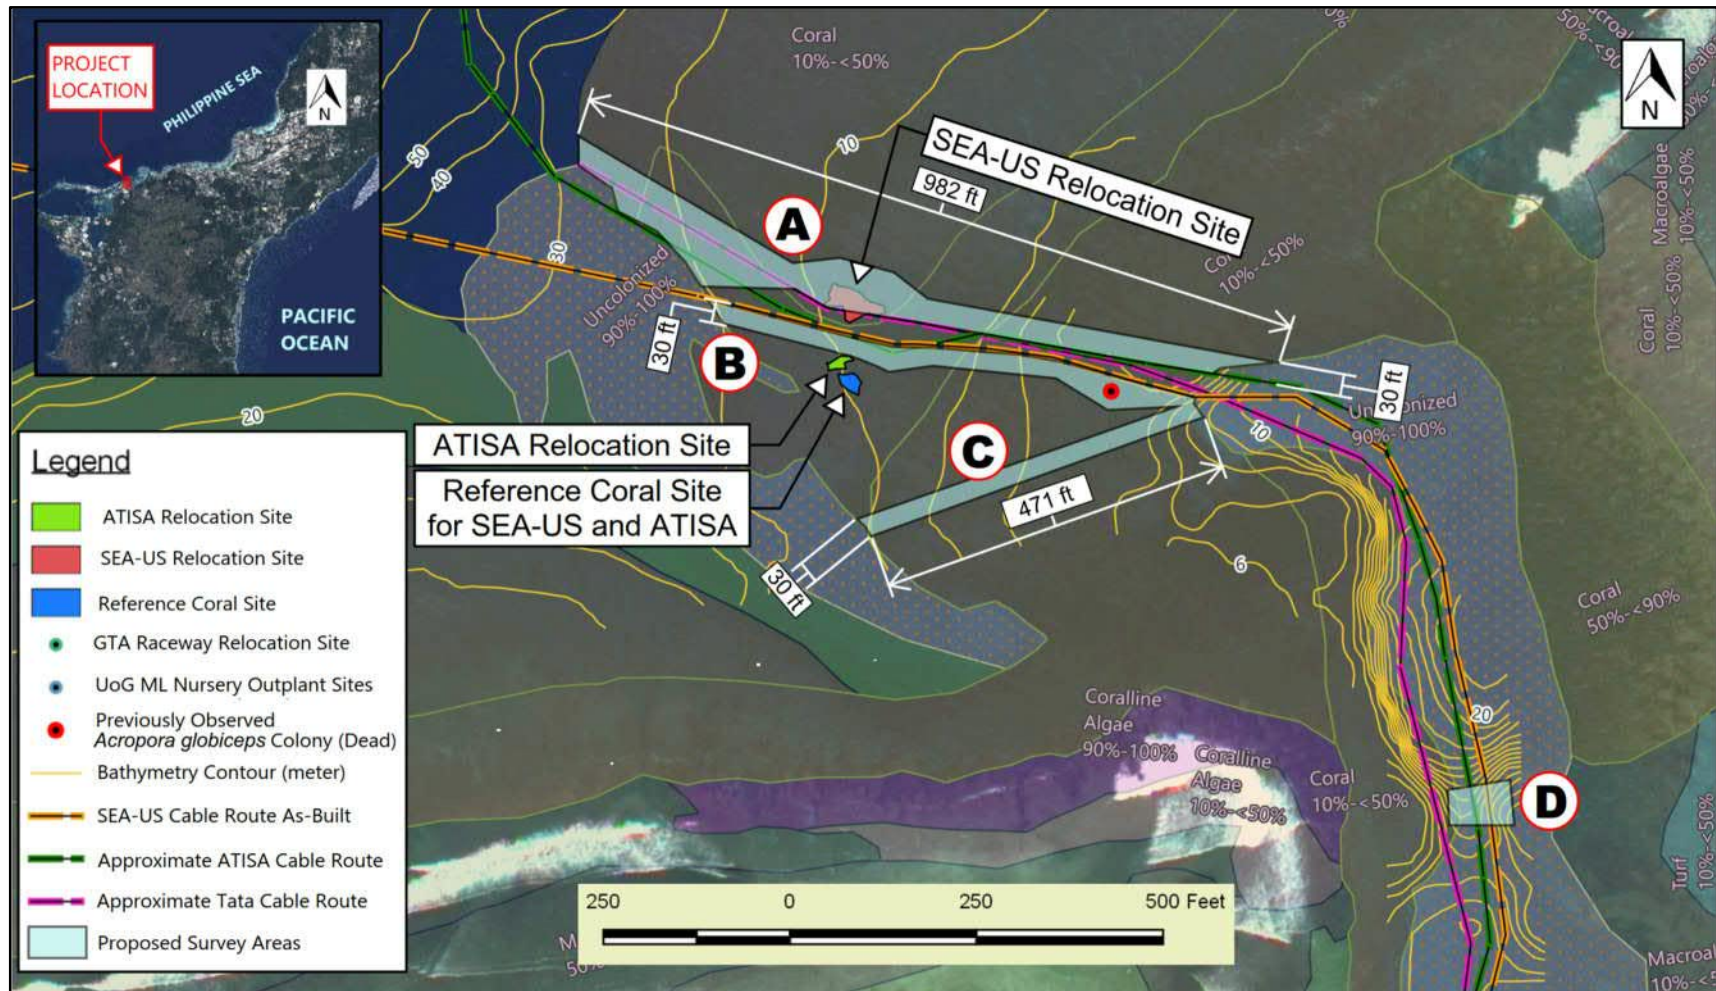 PROJECT
LOCATION
PHILIPPINE SEA
N
PACIFIC
OCEAN
50
40
30
20
Coral
10%-<50%
10
A
SEA-US Relocation Site
982 ft
10%-<50%
Uncolonized
90%-100%
30 ft
B
ATISA Relocation Site
Reference Coral Site
for SEA-US and ATISA
C
471 ft
30 ft
30 ft
90%-100%
10
6
N
Macroalgae
10%-<50%
Coral
10%-<50%
Coral
50%-<90%
20
D
Coralline
Algae
90%-100%
Coralline
Algae
10%-<50%
Coral
10%-<50%
Turf
10%-<50%
Legend
ATISA Relocation Site
SEA-US Relocation Site
Reference Coral Site
GTA Raceway Relocation Site
UoG ML Nursery Outplant Sites
Previously Observed
Acropora globiceps Colony (Dead)
Bathymetry Contour (meter)
SEA-US Cable Route As-Built
Approximate ATISA Cable Route
Approximate Tata Cable Route
Proposed Survey Areas
250 0 250 500 Feet